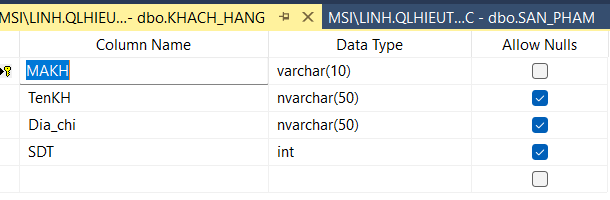 MSI\LINH.QLHIEU...- dbo.KHACH_HANG MSI\LINH.QLHIEUT...C - dbo.SAN_PHAM
Column Name Data Type Allow Nulls
MAKH varchar(10)
TenKH nvarchar(50)
Dia_chi nvarchar(50)
SDT int